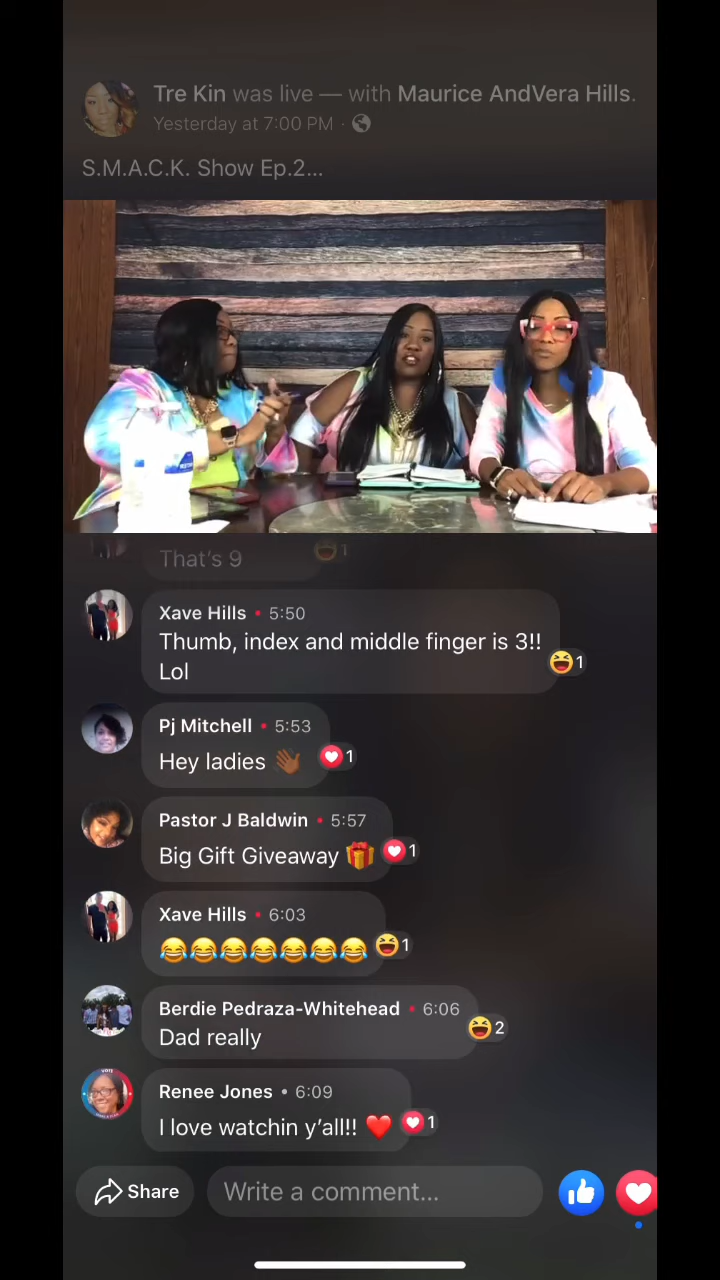 Tre Kin was live — with Maurice AndVera Hills.
Yesterday at 7:00 PM ·
S.M.A.C.K. Show Ep.2...
That's 9
1
Xave Hills • 5:50
Thumb, index and middle finger is 3!!
Lol
1
Pj Mitchell • 5:53
Hey ladies 👋🏾
1
Pastor J Baldwin • 5:57
Big Gift Giveaway 🎁
1
Xave Hills • 6:03
😂😂😂😂😂😂😂
1
Berdie Pedraza-Whitehead • 6:06
Dad really
2
Renee Jones • 6:09
I love watchin y'all!! ❤️
1
Share
Write a comment...